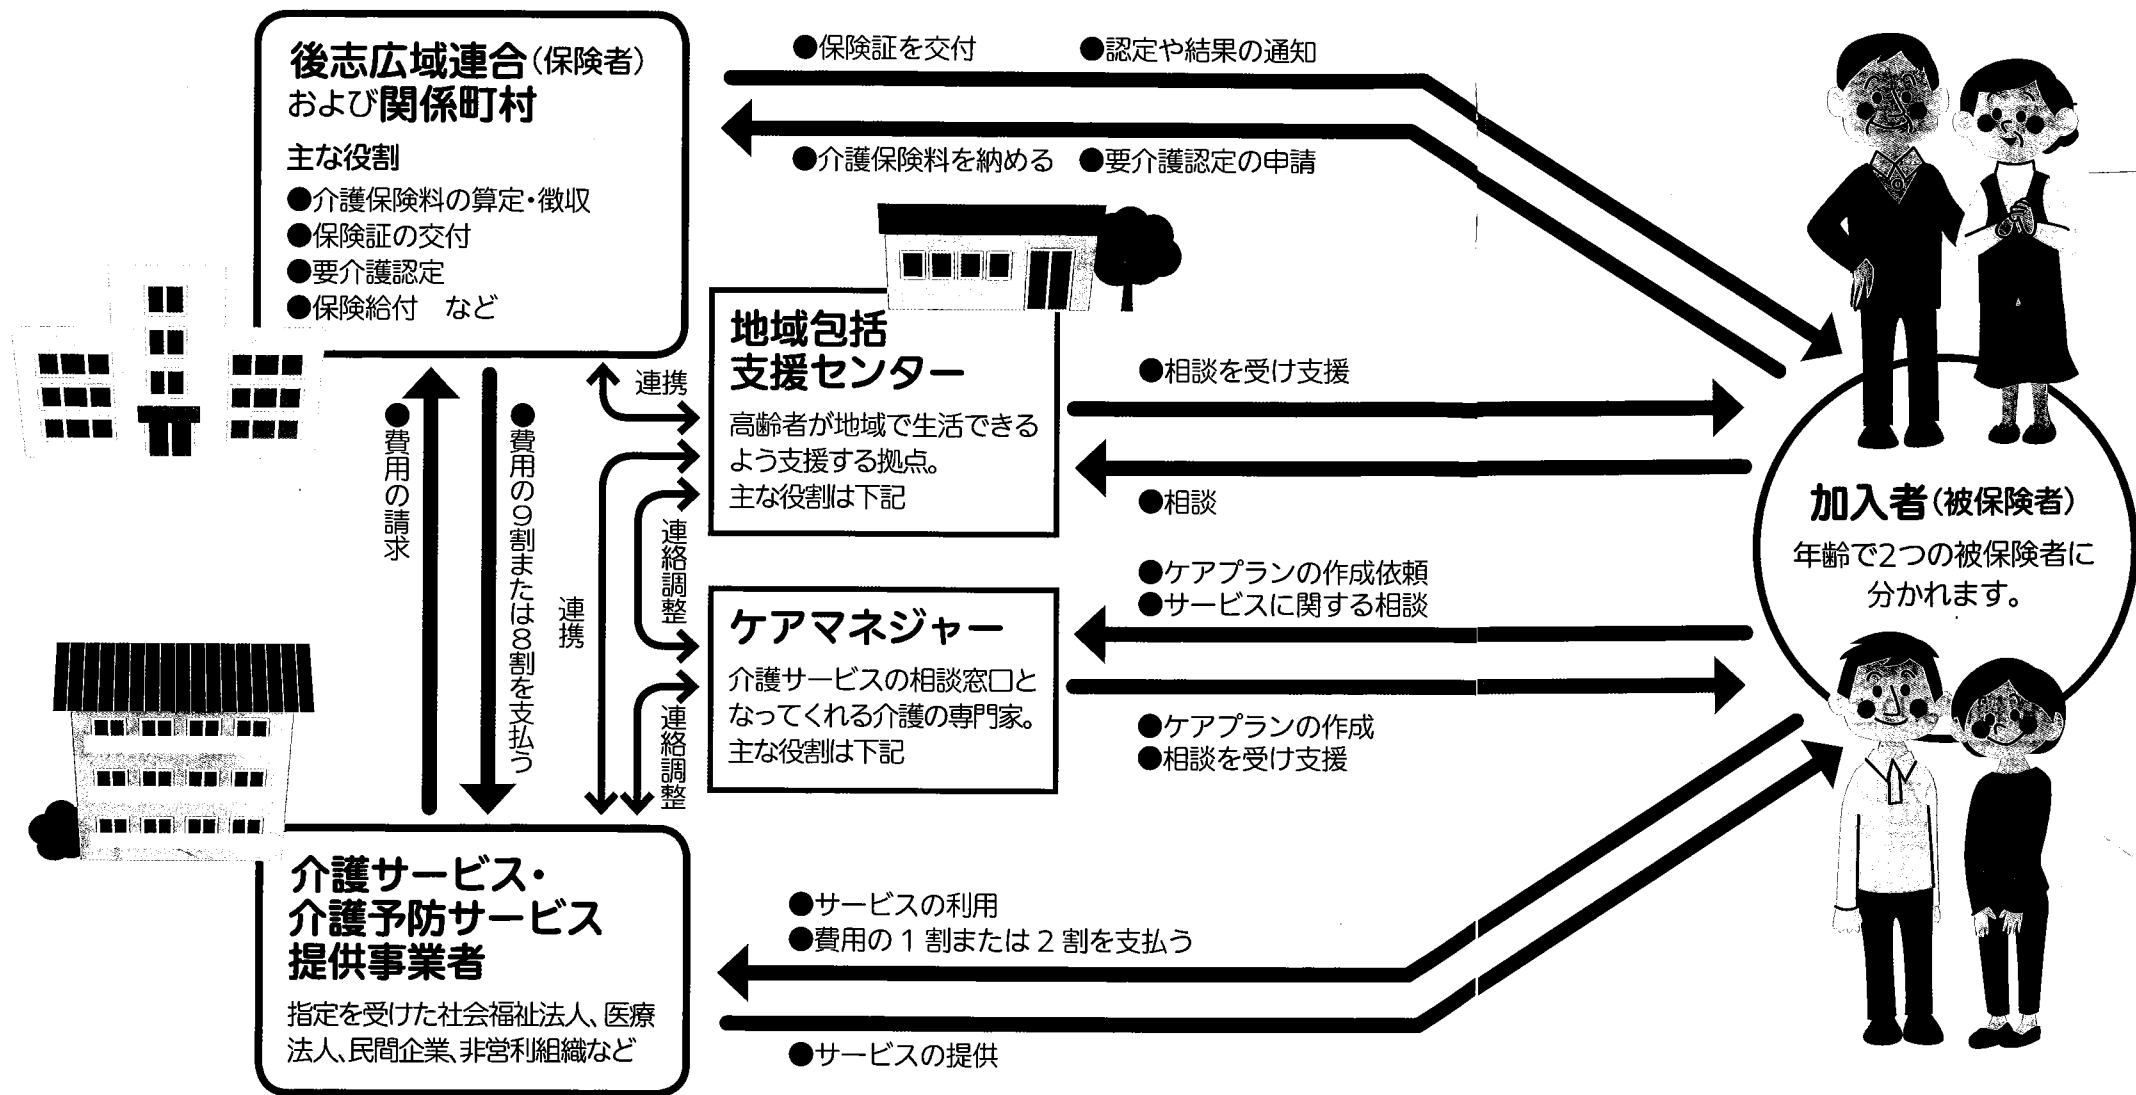 後志広域連合(保険者)
および関係町村
主な役割
●介護保険料の算定・徴収
●保険証の交付
●要介護認定
●保険給付　など
●保険証を交付　●認定や結果の通知
●介護保険料を納める　●要介護認定の申請
地域包括
支援センター
高齢者が地域で生活できる
よう支援する拠点。
主な役割は下記
●相談を受け支援
●相談
連携
●費用の請求
●費用の9割または8割を支払う
連携
連絡調整
連絡調整
ケアマネジャー
介護サービスの相談窓口と
なってくれる介護の専門家。
主な役割は下記
●ケアプランの作成依頼
●サービスに関する相談
●ケアプランの作成
●相談を受け支援
加入者(被保険者)
年齢で2つの被保険者に
分かれます。
介護サービス・
介護予防サービス
提供事業者
指定を受けた社会福祉法人、医療
法人、民間企業、非営利組織など
●サービスの利用
●費用の1割または2割を支払う
●サービスの提供